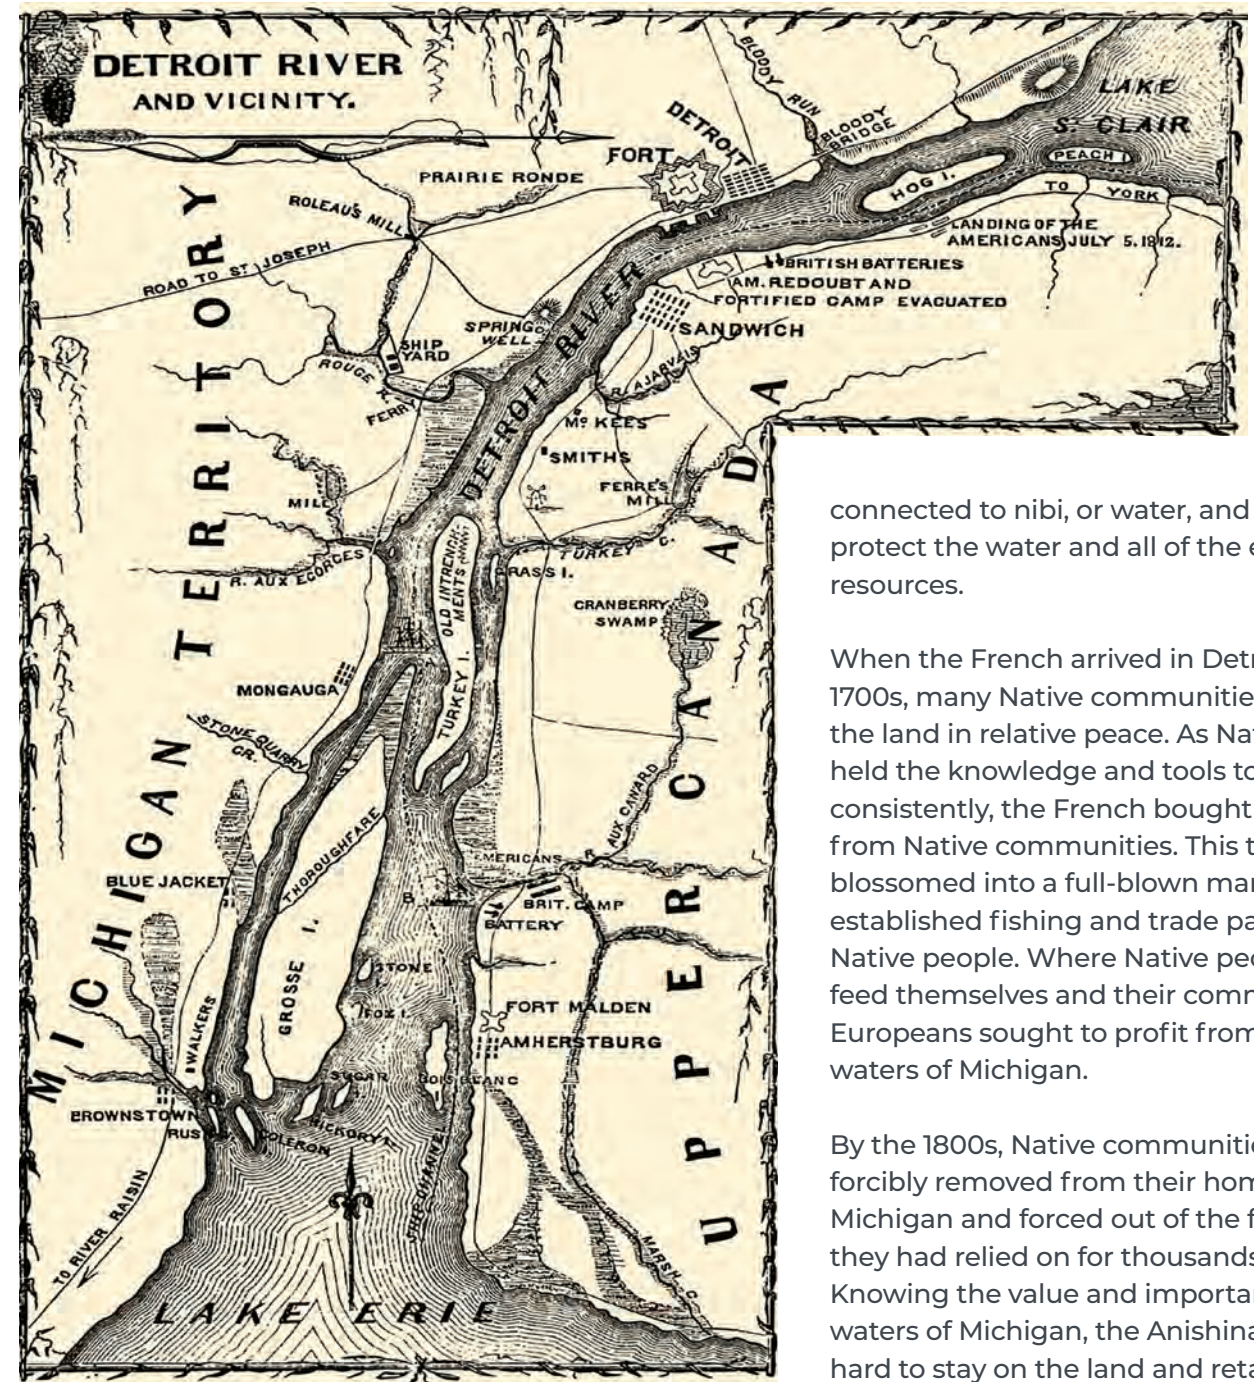 DETROIT RIVER
AND VICINITY.
LAKE
ST CLAIR
BLOODY RUN
BLOODY
BRIDGE
DETROIT
FORT
PEACH I.
HOG I.
TO YORK
PRAIRIE RONDE
ROLEAU'S MILL
ROAD TO ST. JOSEPH
LANDING OF THE
AMERICANS JULY 5.1812.
BRITISH BATTERIES
AM. REDOUBT AND
FORTIFIED CAMP EVACUATED
SANDWICH
SPRING
WELL
DETROIT RIVER
SHIP
YARD
ROUGE R.
FERRY
R. AJARVAIS
Mc KEES
SMITHS
FERRE'S
MILL
MILL
R. AUX ECORCES
TURKEY C.
GRASS I.
OLD INTRENCH-
MENTS
TURKEY I.
CRANBERRY
SWAMP
MONGAUGA
STONE QUARRY
CR.
THOROUGHFARE
R. AUX CANARD
AMERICANS
BRIT. CAMP
BATTERY
BLUE JACKET
GROSSE I.
STONE
FOX I.
FORT MALDEN
AMHERSTBURG
WALKERS
SUGAR
BOIS BLANC
BROWNSTOWN
HICKORY I.
CELERON
SHIP CHANNEL
TO RIVER RAISIN
MARSH C.
LAKE ERIE
MICHIGAN TERRITORY
UPPER CANADA
connected to nibi, or water, and
protect the water and all of the e
resources.
When the French arrived in Detr
1700s, many Native communitie
the land in relative peace. As Nat
held the knowledge and tools to
consistently, the French bought
from Native communities. This t
blossomed into a full-blown mar
established fishing and trade pa
Native people. Where Native peo
feed themselves and their comm
Europeans sought to profit from
waters of Michigan.
By the 1800s, Native communitie
forcibly removed from their hom
Michigan and forced out of the f
they had relied on for thousands
Knowing the value and importan
waters of Michigan, the Anishina
hard to stay on the land and reta